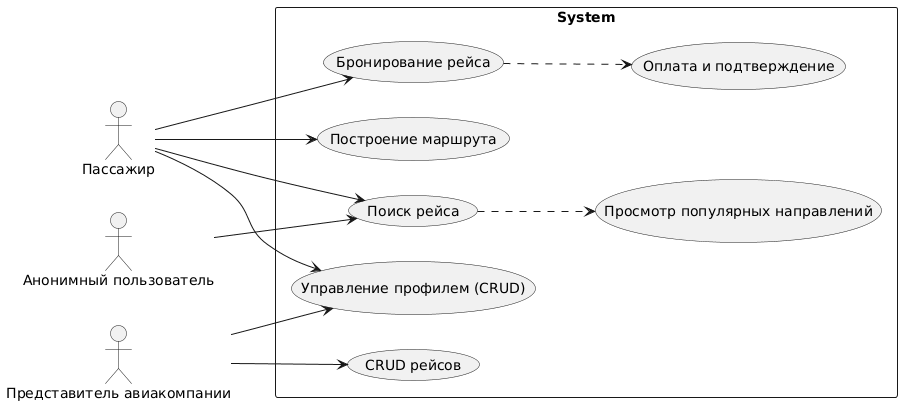 System
Бронирование рейса
Оплата и подтверждение
Построение маршрута
Пассажир
Поиск рейса
Просмотр популярных направлений
Анонимный пользователь
Управление профилем (CRUD)
CRUD рейсов
Представитель авиакомпании